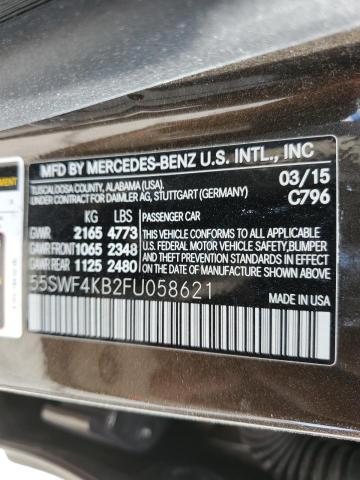 MFD BY MERCEDES-BENZ U.S. INTL., INC
TUSCALOOSA COUNTY, ALABAMA (USA). 03/15
UNDER CONTRACT FOR DAIMLER AG, STUTTGART (GERMANY) C796
KG LBS PASSENGER CAR
GVWR 2165 4773 THIS VEHICLE CONFORMS TO ALL APPLICABLE
GAWR FRONT 1065 2348 U.S. FEDERAL MOTOR VEHICLE SAFETY, BUMPER
GAWR REAR 1125 2480 AND THEFT PREVENTION STANDARDS IN EFFECT
ON THE DATE OF MANUFACTURE SHOWN ABOVE.
55SWF4KB2FU058621